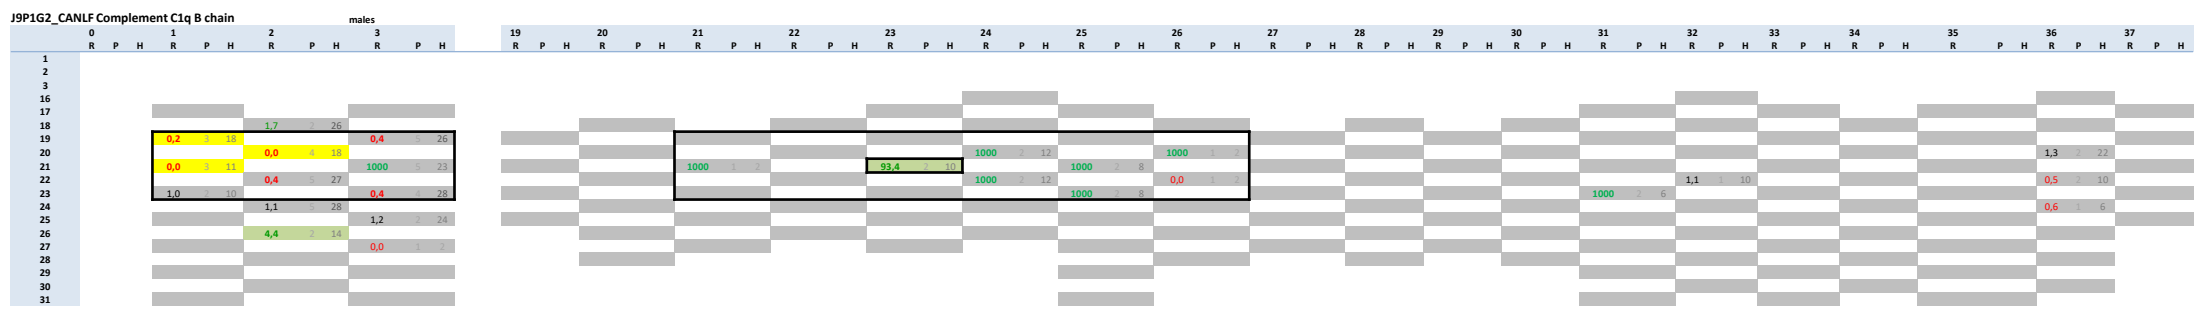 J9P1G2_CANLF Complement C1q B chain males
0 1 2 3 19 20 21 22 23 24 25 26 27 28 29 30 31 32 33 34 35 36 37
R P H R P H R P H R P H R P H R P H R P H R P H R P H R P H R P H R P H R P H R P H R P H R P H R P H R P H R P H R P H R P H R P H R P H
1
2
3
16
17
18 1,7 2 26
19 0,2 3 18 0,4 5 26
20 0,0 4 18 1000 2 12 1000 1 2 1,3 2 22
21 0,0 3 11 1000 5 23 1000 1 2 93,4 2 10 1000 2 8
22 0,4 5 27 1000 2 12 0,0 1 2 1,1 1 10 0,5 2 10
23 1,0 2 10 0,4 4 28 1000 2 8 1000 2 6
24 1,1 5 28 0,6 1 6
25 1,2 2 24
26 4,4 2 14
27 0,0 1 2
28
29
30
31